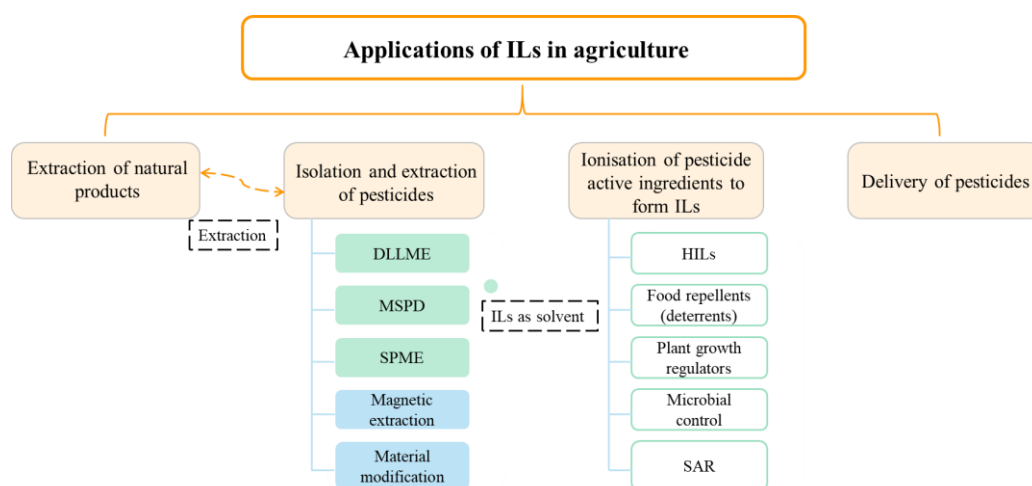 Applications of ILs in agriculture
Extraction of natural
products
Isolation and extraction
of pesticides
Ionisation of pesticide
active ingredients to
form ILs
Delivery of pesticides
Extraction
DLLME
MSPD
SPME
Magnetic
extraction
Material
modification
ILs as solvent
HILs
Food repellents
(deterrents)
Plant growth
regulators
Microbial
control
SAR